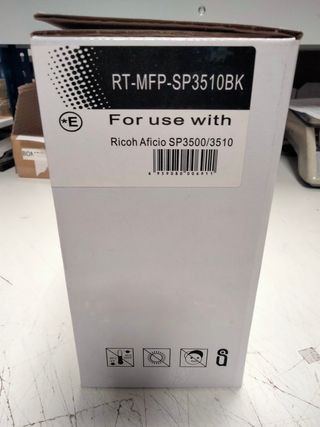 RT-MFP-SP3510BK
*E
For use with
Ricoh Aficio SP3500/3510